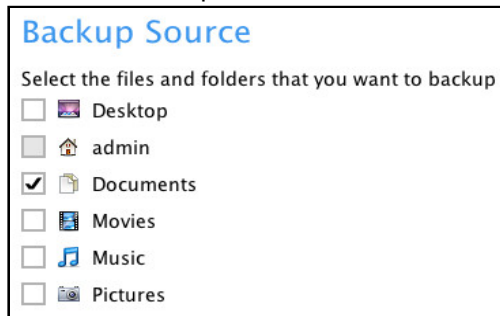 Backup Source
Select the files and folders that you want to backup
Desktop
admin
Documents
Movies
Music
Pictures